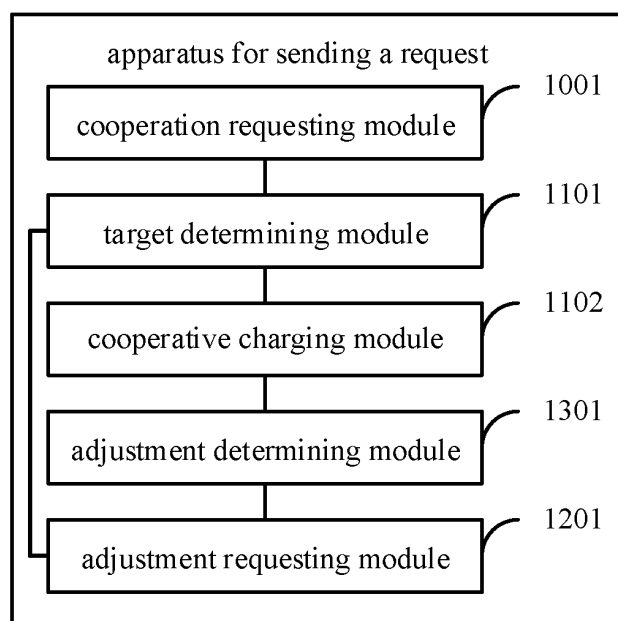 apparatus for sending a request
1001
cooperation requesting module
1101
target determining module
1102
cooperative charging module
1301
adjustment determining module
1201
adjustment requesting module